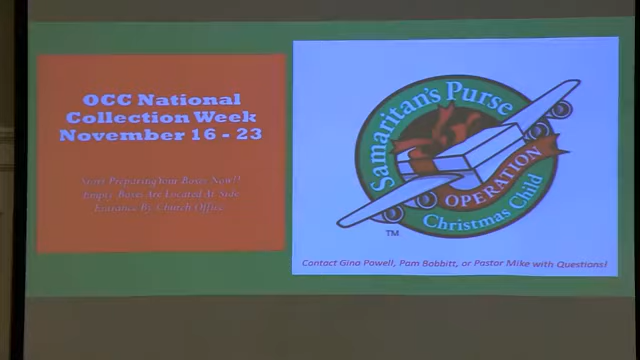 OCC National
Collection Week
November 16 - 23
Start Preparing Your Boxes Now!!
Empty Boxes Are Located At Side
Entrance By Church Office
Samaritan's Purse
OPERATION
Christmas Child
TM
Contact Gina Powell, Pam Bobbitt, or Pastor Mike with Questions!